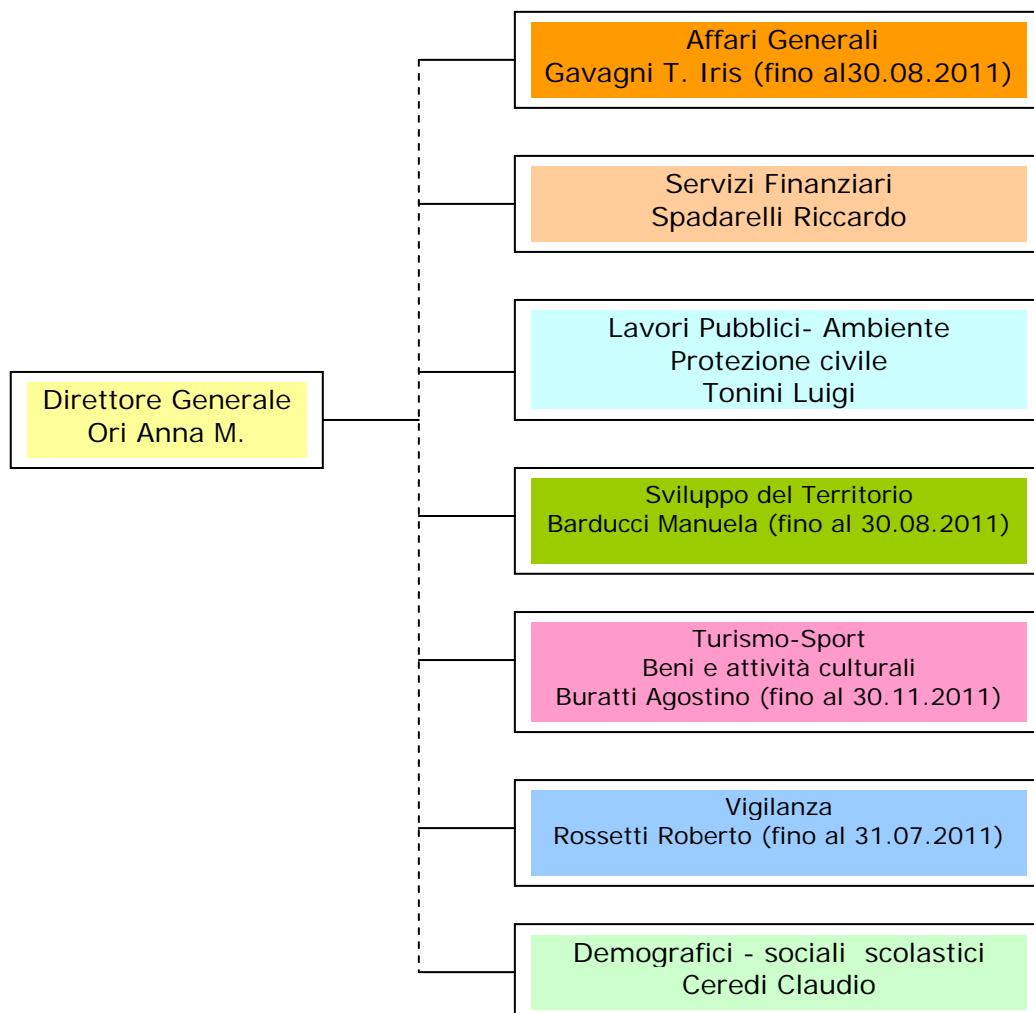 Affari Generali
Gavagni T. Iris (fino al30.08.2011)
Servizi Finanziari
Spadarelli Riccardo
Lavori Pubblici- Ambiente
Protezione civile
Tonini Luigi
Direttore Generale
Ori Anna M.
Sviluppo del Territorio
Barducci Manuela (fino al 30.08.2011)
Turismo-Sport
Beni e attività culturali
Buratti Agostino (fino al 30.11.2011)
Vigilanza
Rossetti Roberto (fino al 31.07.2011)
Demografici - sociali scolastici
Ceredi Claudio